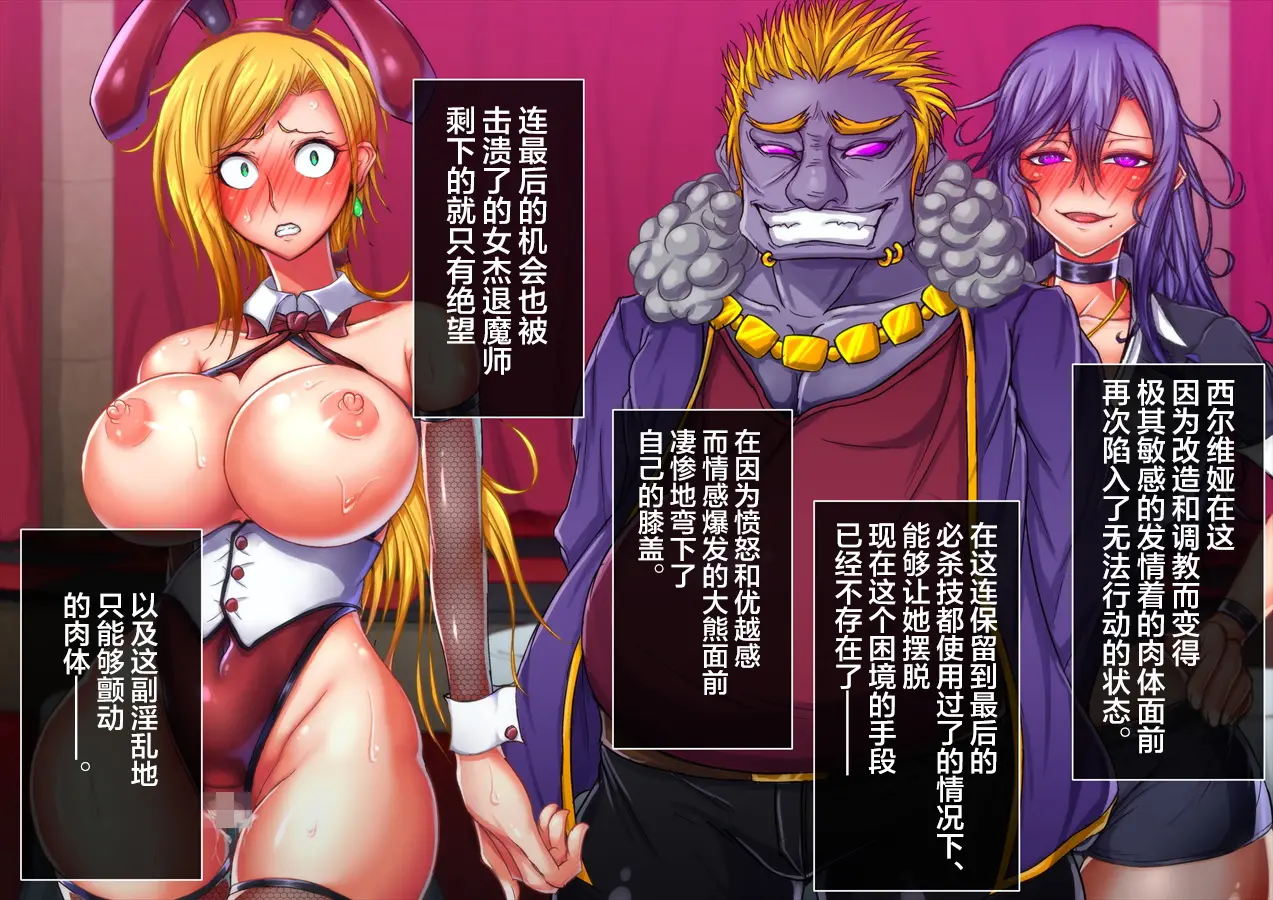 西尔维娅在这
因为改造和调教而变得
极其敏感的发情着的肉体面前
再次陷入了无法行动的状态。
在这连保留到最后的
必杀技都使用过了的情况下、
能够让她摆脱
现在这个困境的手段
已经不存在了————
在因为愤怒和优越感
而情感爆发的大熊面前
凄惨地弯下了
自己的膝盖。
连最后的机会也被
击溃了的女杰退魔师
剩下的就只有绝望
以及这副淫乱地
只能够颤动
的肉体————。